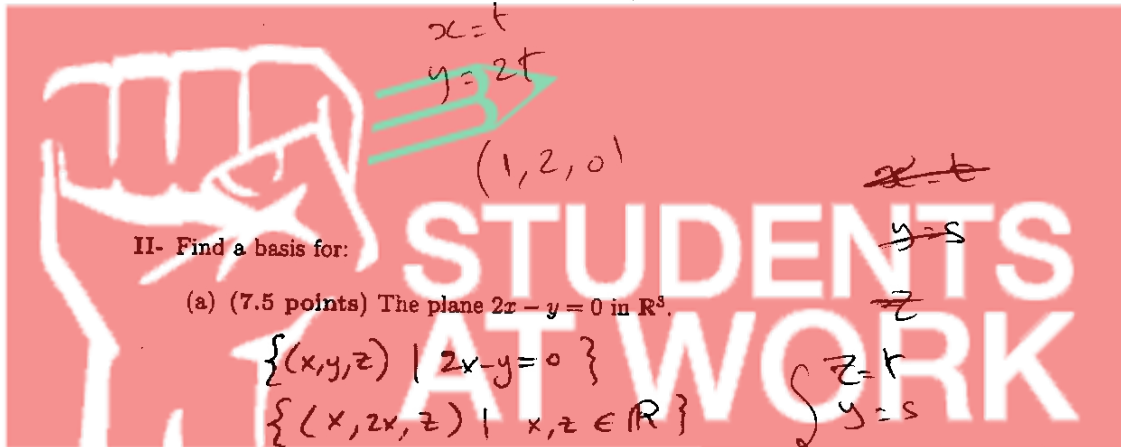 x=t
y=2t
(1,2,0)
x=t
y=s
z
STUDENTS
AT WORK
II- Find a basis for:
(a) (7.5 points) The plane 2x − y = 0 in R³.
{(x,y,z) | 2x-y=0 }
{ (x,2x,z) | x,z ∈ ℝ }
z=t
y=s